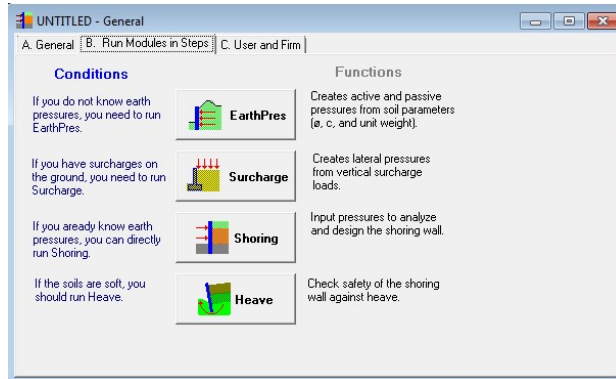 UNTITLED - General
A. General B. Run Modules in Steps C. User and Firm
Conditions
Functions
If you do not know earth
pressures, you need to run
EarthPres.
EarthPres
Creates active and passive
pressures from soil parameters
(ø, c, and unit weight).
If you have surcharges on
the ground, you need to run
Surcharge.
Surcharge
Creates lateral pressures
from vertical surcharge
loads.
If you aready know earth
pressures, you can directly
run Shoring.
Shoring
Input pressures to analyze
and design the shoring wall.
If the soils are soft, you
should run Heave.
Heave
Check safety of the shoring
wall against heave.